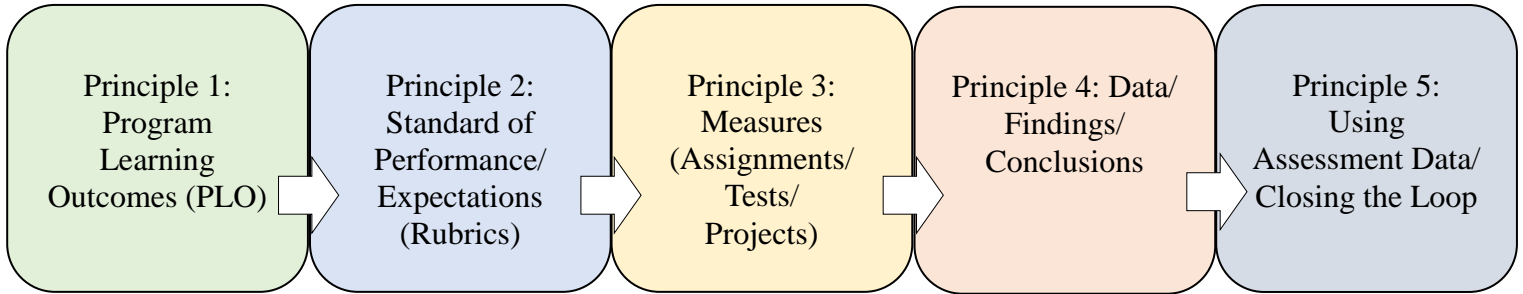 Principle 1:
Program
Learning
Outcomes (PLO)
Principle 2:
Standard of
Performance/
Expectations
(Rubrics)
Principle 3:
Measures
(Assignments/
Tests/
Projects)
Principle 4: Data/
Findings/
Conclusions
Principle 5:
Using
Assessment Data/
Closing the Loop